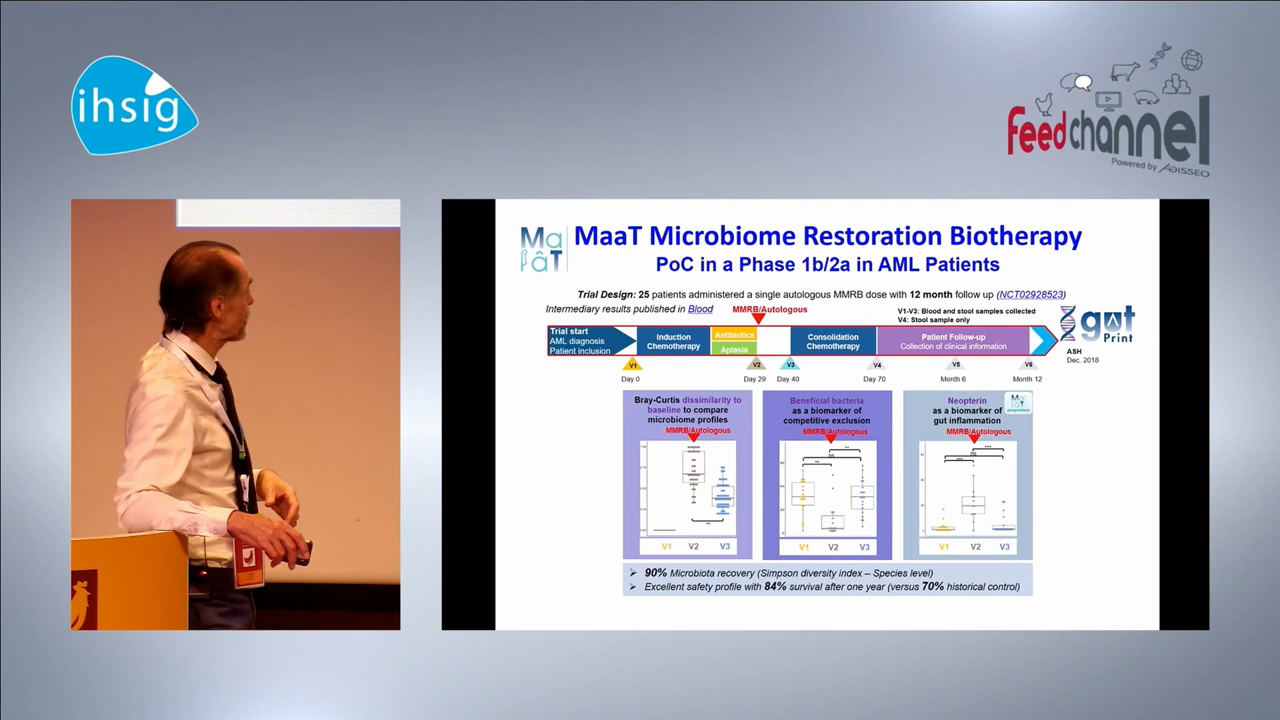 ihsig
feedchannel
Powered by ADISSEO
MaaT
MaaT Microbiome Restoration Biotherapy
PoC in a Phase 1b/2a in AML Patients
Trial Design: 25 patients administered a single autologous MMRB dose with 12 month follow up (NCT02928523)
Intermediary results published in Blood
MMRB/Autologous
V1-V3: Blood and stool samples collected
V4: Stool sample only
gut
Print
ASH
Dec. 2018
Trial start
AML diagnosis
Patient inclusion
Induction
Chemotherapy
Antibiotics
Aplasia
Consolidation
Chemotherapy
Patient Follow-up
Collection of clinical information
V1 V2 V3 V4 V5 V6
Day 0 Day 29 Day 40 Day 70 Month 6 Month 12
Bray-Curtis dissimilarity to
baseline to compare
microbiome profiles
MMRB/Autologous
**
V1 V2 V3
Beneficial bacteria
as a biomarker of
competitive exclusion
MMRB/Autologous
**
ns
**
V1 V2 V3
Neopterin
as a biomarker of
gut inflammation
MMRB/Autologous
***
ns
***
V1 V2 V3
➢ 90% Microbiota recovery (Simpson diversity index – Species level)
➢ Excellent safety profile with 84% survival after one year (versus 70% historical control)